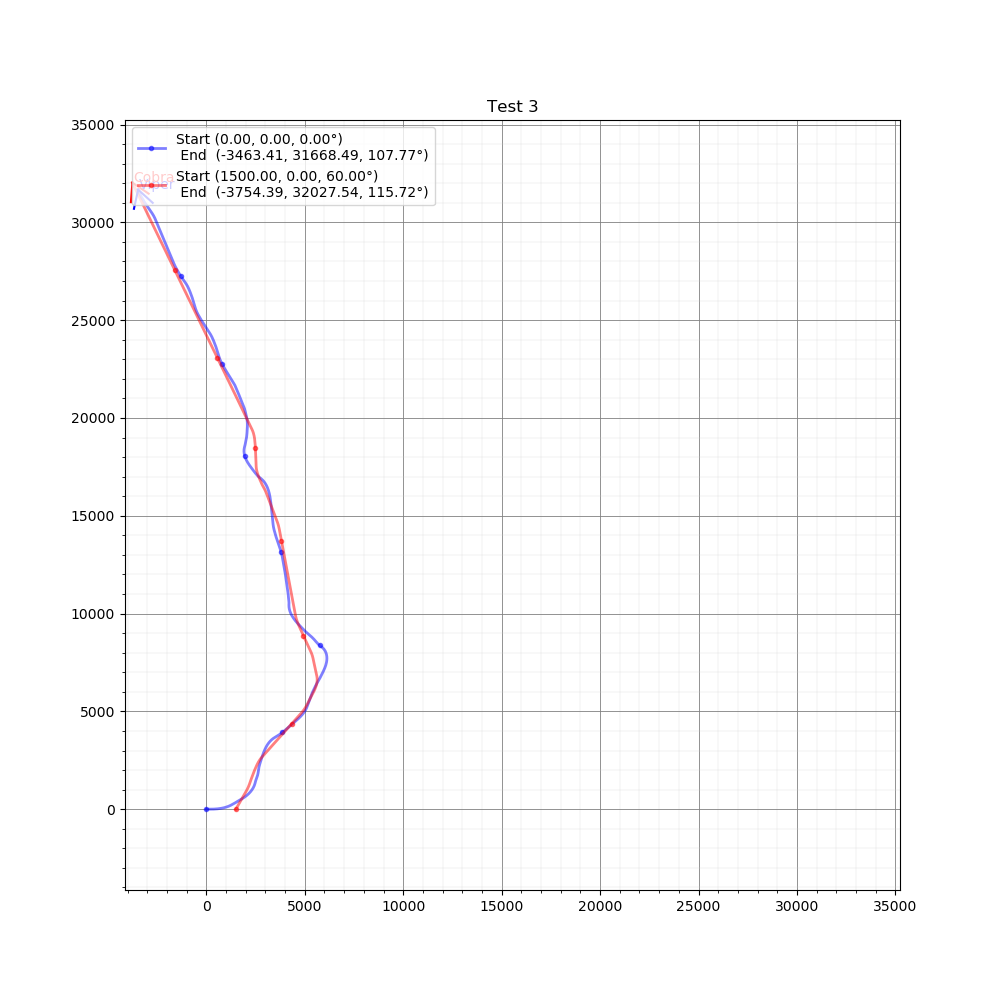 Test 3
35000
30000
25000
20000
15000
10000
5000
0
Start (0.00, 0.00, 0.00°)
End (-3463.41, 31668.49, 107.77°)
Start (1500.00, 0.00, 60.00°)
End (-3754.39, 32027.54, 115.72°)
Cobra
0 5000 10000 15000 20000 25000 30000 35000